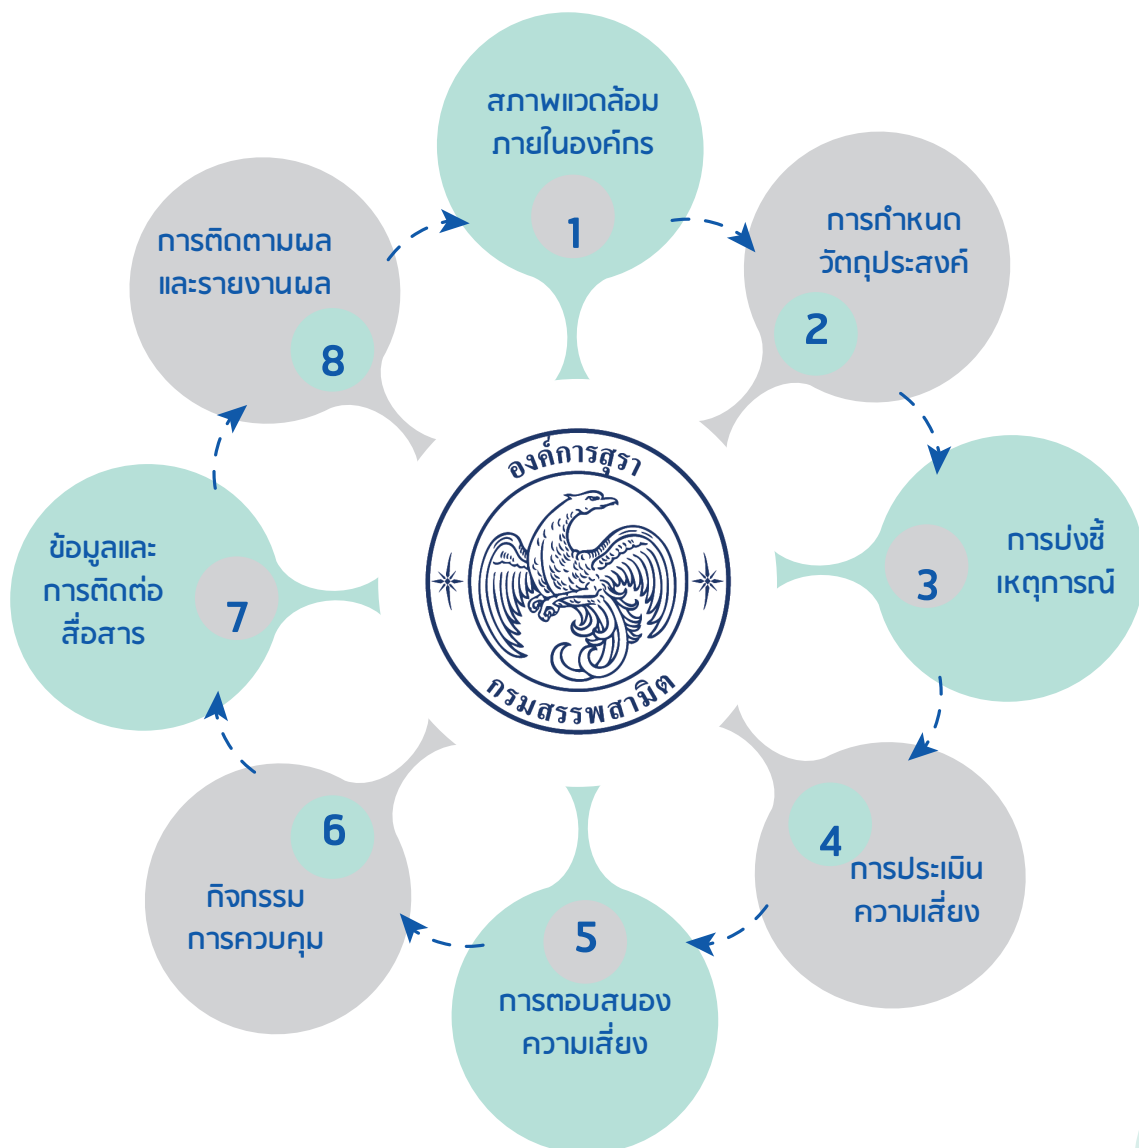 สภาพแวดล้อม
ภายในองค์กร
1
การกำหนด
วัตถุประสงค์
2
การบ่งชี้
เหตุการณ์
3
4
การประเมิน
ความเสี่ยง
5
การตอบสนอง
ความเสี่ยง
6
กิจกรรม
การควบคุม
ข้อมูลและ
การติดต่อ
สื่อสาร
7
การติดตามผล
และรายงานผล
8
องค์การสุรา
กรมสรรพสามิต